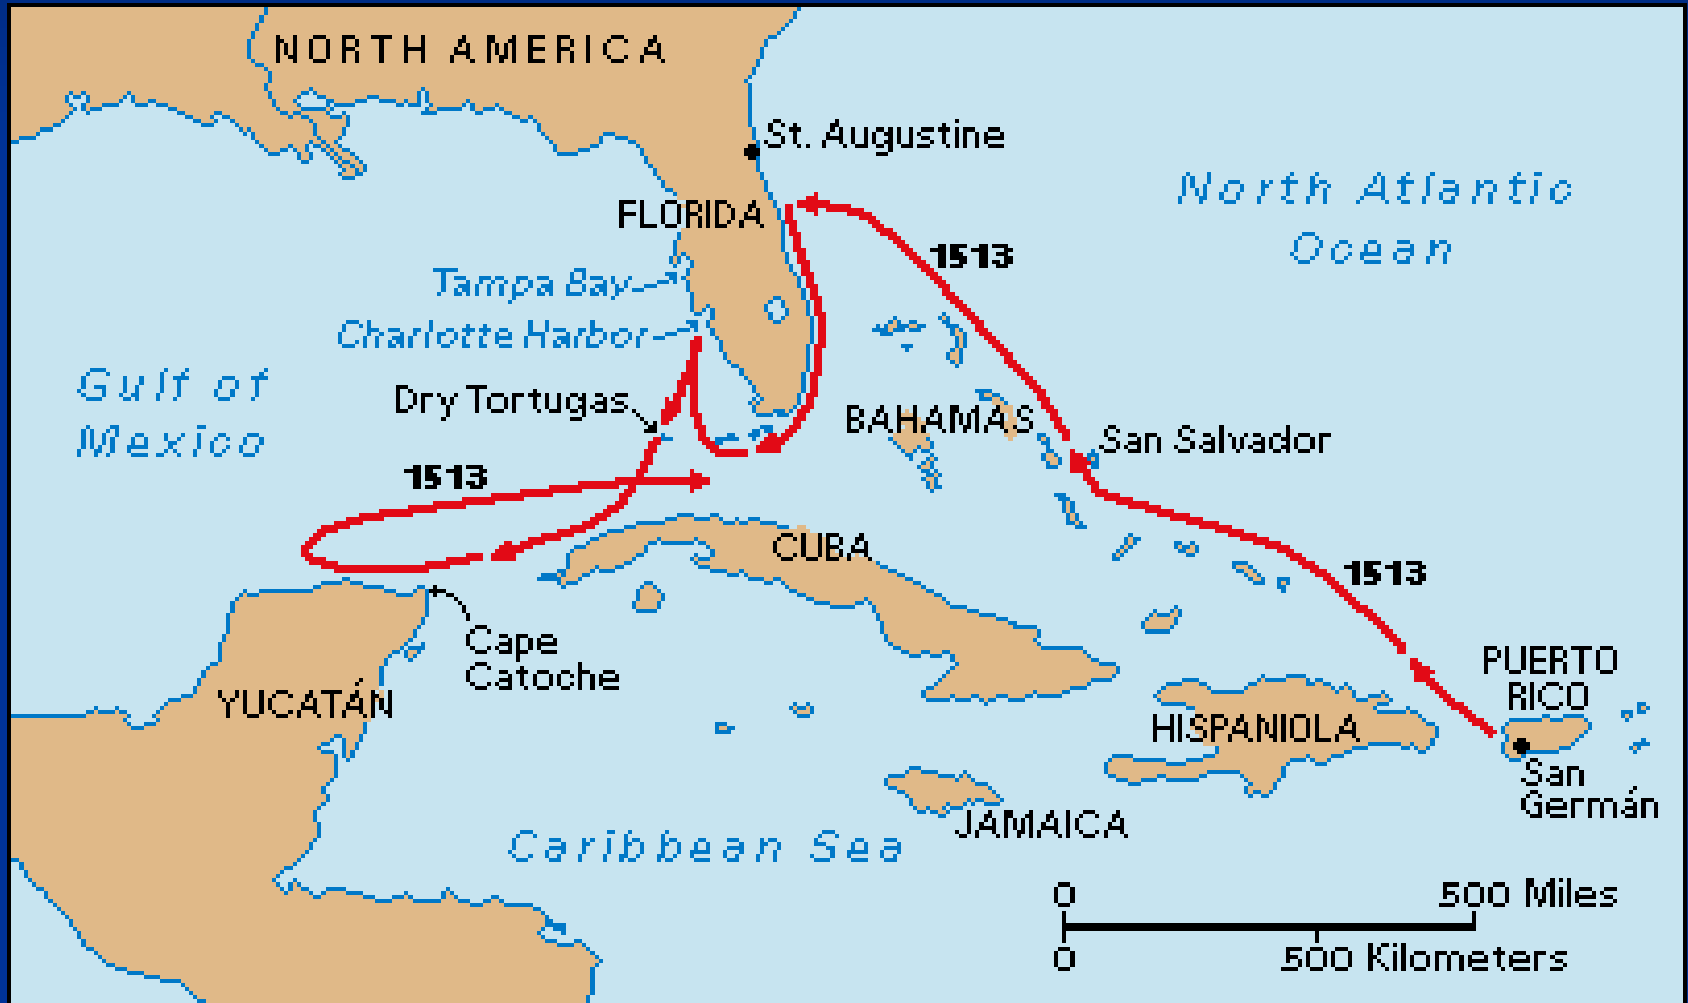 NORTH AMERICA
St. Augustine
North Atlantic
Ocean
FLORIDA
1513
Tampa Bay
Charlotte Harbor
Gulf of
Mexico
Dry Tortugas
BAHAMAS
San Salvador
1513
CUBA
1513
Cape
Catoche
PUERTO
RICO
YUCATÁN
HISPANIOLA
San
Germán
JAMAICA
Caribbean Sea
0 500 Miles
0 500 Kilometers